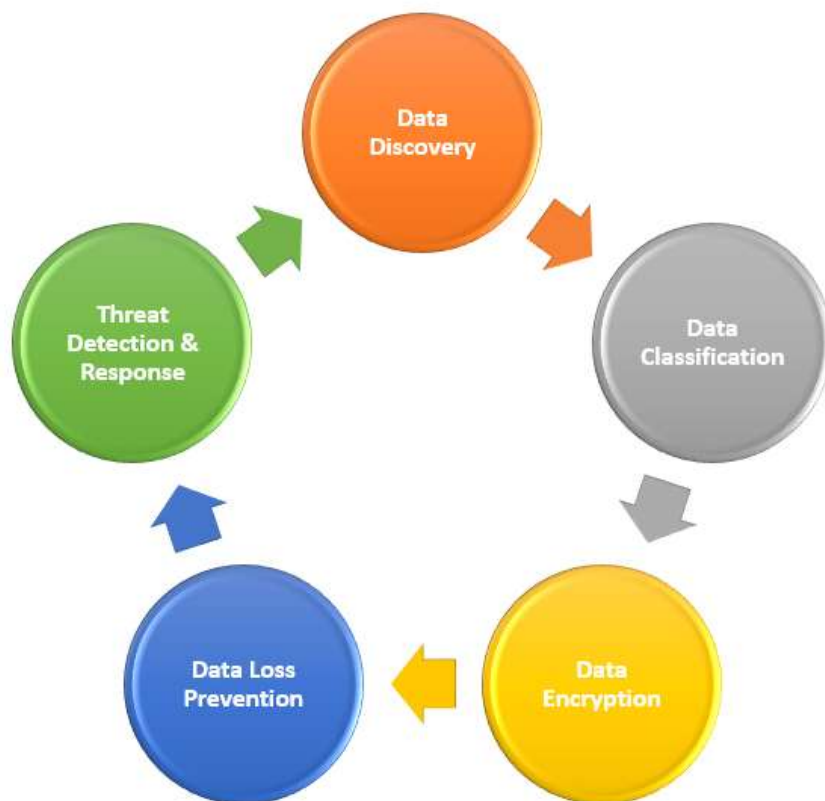 Data
Discovery
Data
Classification
Data
Encryption
Data Loss
Prevention
Threat
Detection &
Response